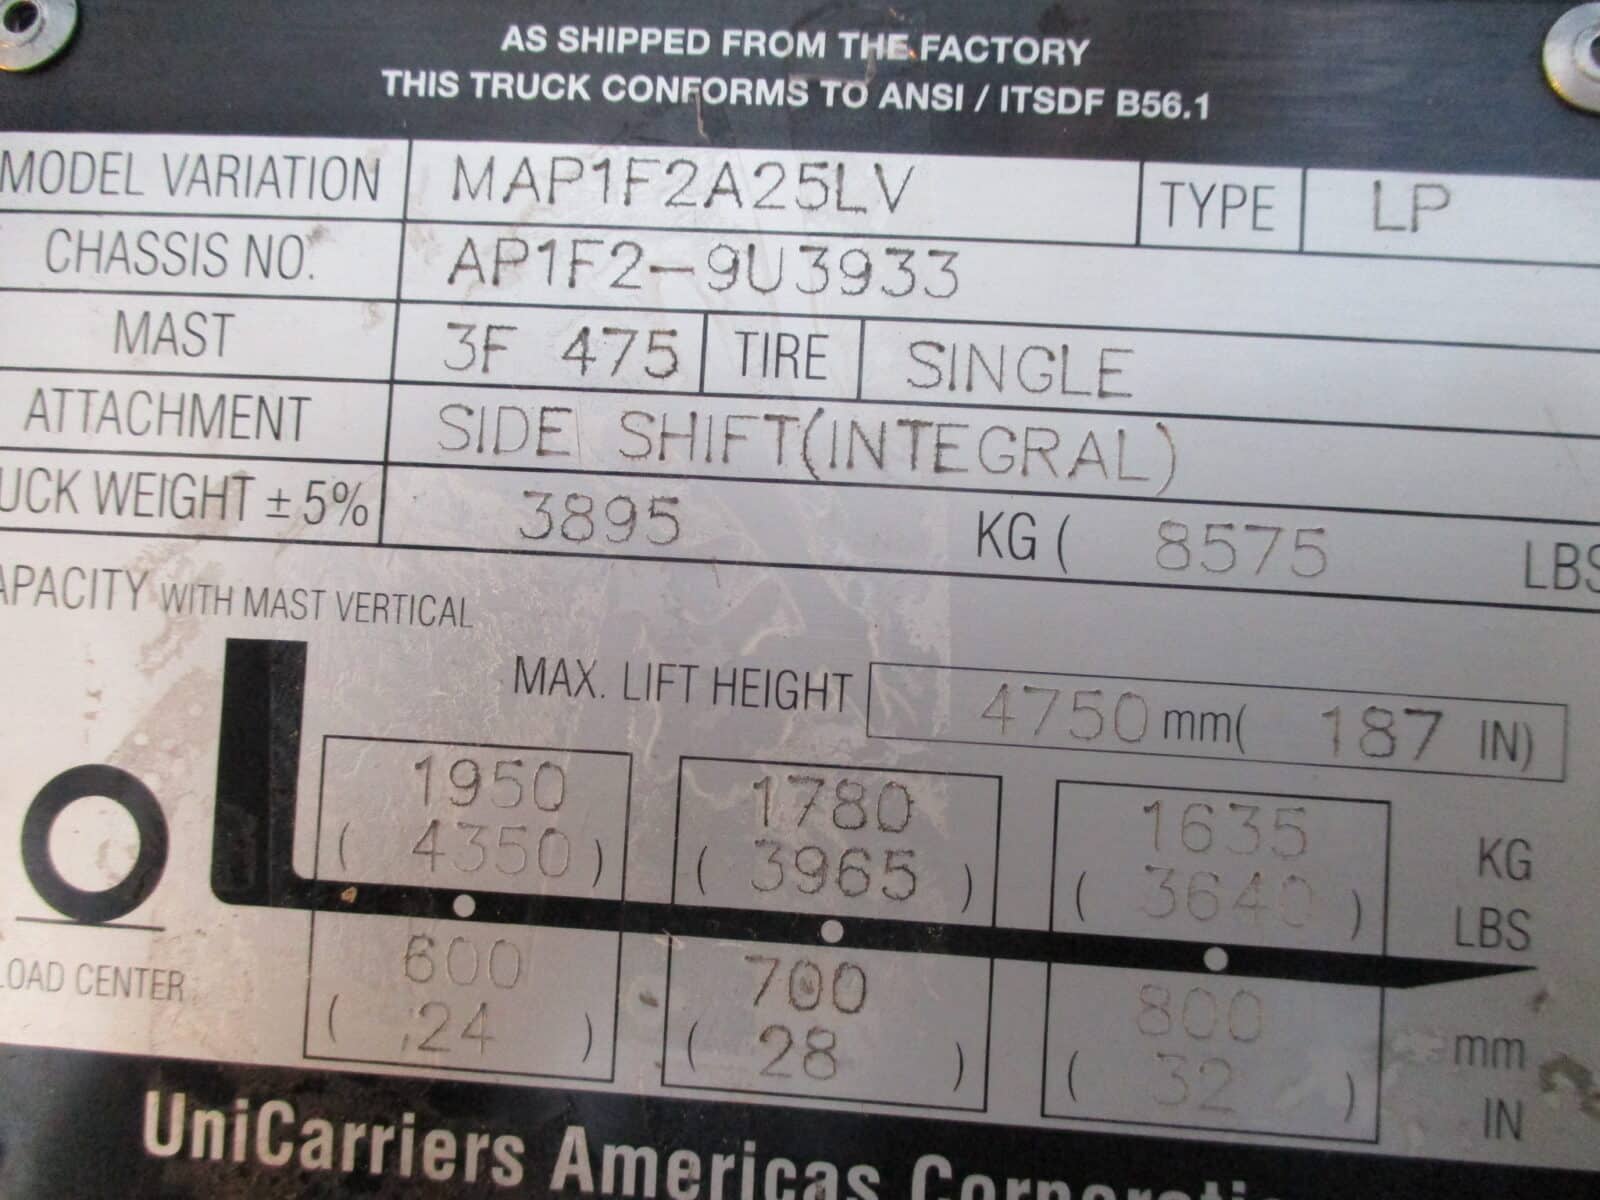 AS SHIPPED FROM THE FACTORY
THIS TRUCK CONFORMS TO ANSI / ITSDF B56.1
MODEL VARIATION MAP1F2A25LV TYPE LP
CHASSIS NO. AP1F2-9U3933
MAST 3F 475 TIRE SINGLE
ATTACHMENT SIDE SHIFT(INTEGRAL)
UCK WEIGHT ± 5% 3895 KG ( 8575 LBS
APACITY WITH MAST VERTICAL
MAX. LIFT HEIGHT 4750 mm( 187 IN)
1950 1780 1635 KG
( 4350 ) ( 3965 ) ( 3640 ) LBS
LOAD CENTER 600 700 800 mm
( 24 ) ( 28 ) ( 32 ) IN
UniCarriers Americas Corporati